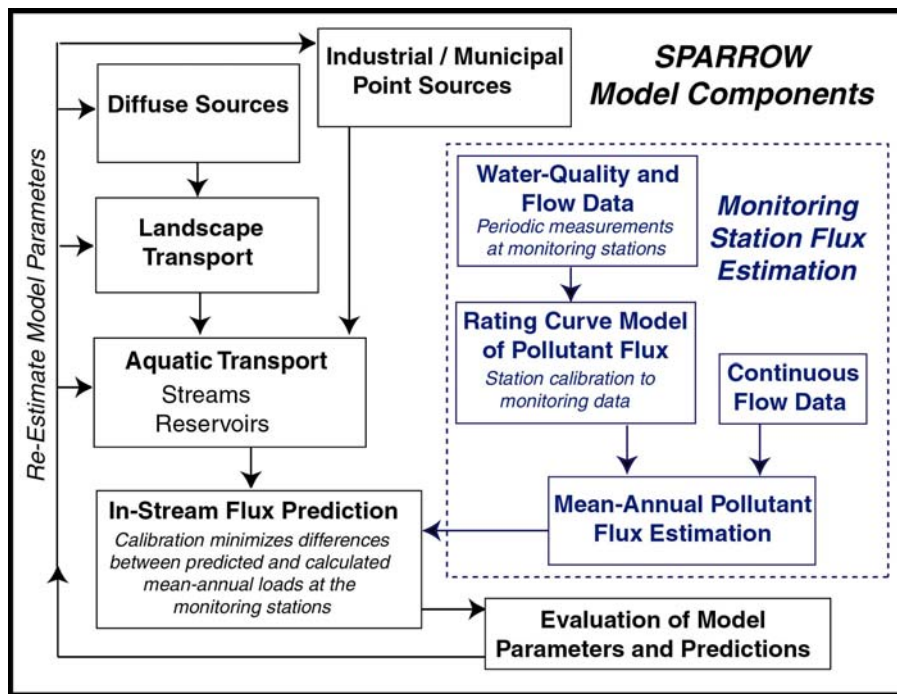 SPARROW
Model Components
Industrial / Municipal
Point Sources
Diffuse Sources
Landscape
Transport
Aquatic Transport
Streams
Reservoirs
In-Stream Flux Prediction
Calibration minimizes differences
between predicted and calculated
mean-annual loads at the
monitoring stations
Re-Estimate Model Parameters
Monitoring
Station Flux
Estimation
Water-Quality and
Flow Data
Periodic measurements
at monitoring stations
Rating Curve Model
of Pollutant Flux
Station calibration to
monitoring data
Continuous
Flow Data
Mean-Annual Pollutant
Flux Estimation
Evaluation of Model
Parameters and Predictions